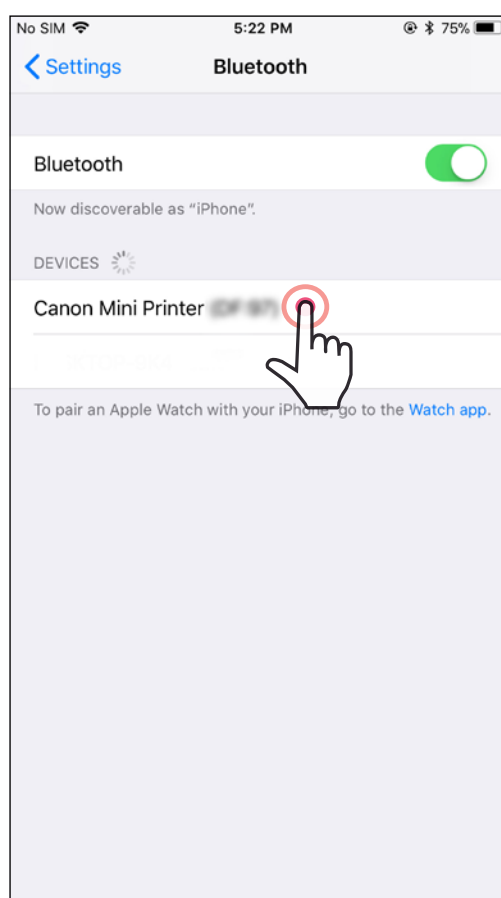 No SIM 5:22 PM 75%
Settings Bluetooth
Bluetooth
Now discoverable as “iPhone”.
DEVICES
Canon Mini Printer
To pair an Apple Watch with your iPhone, go to the Watch app.